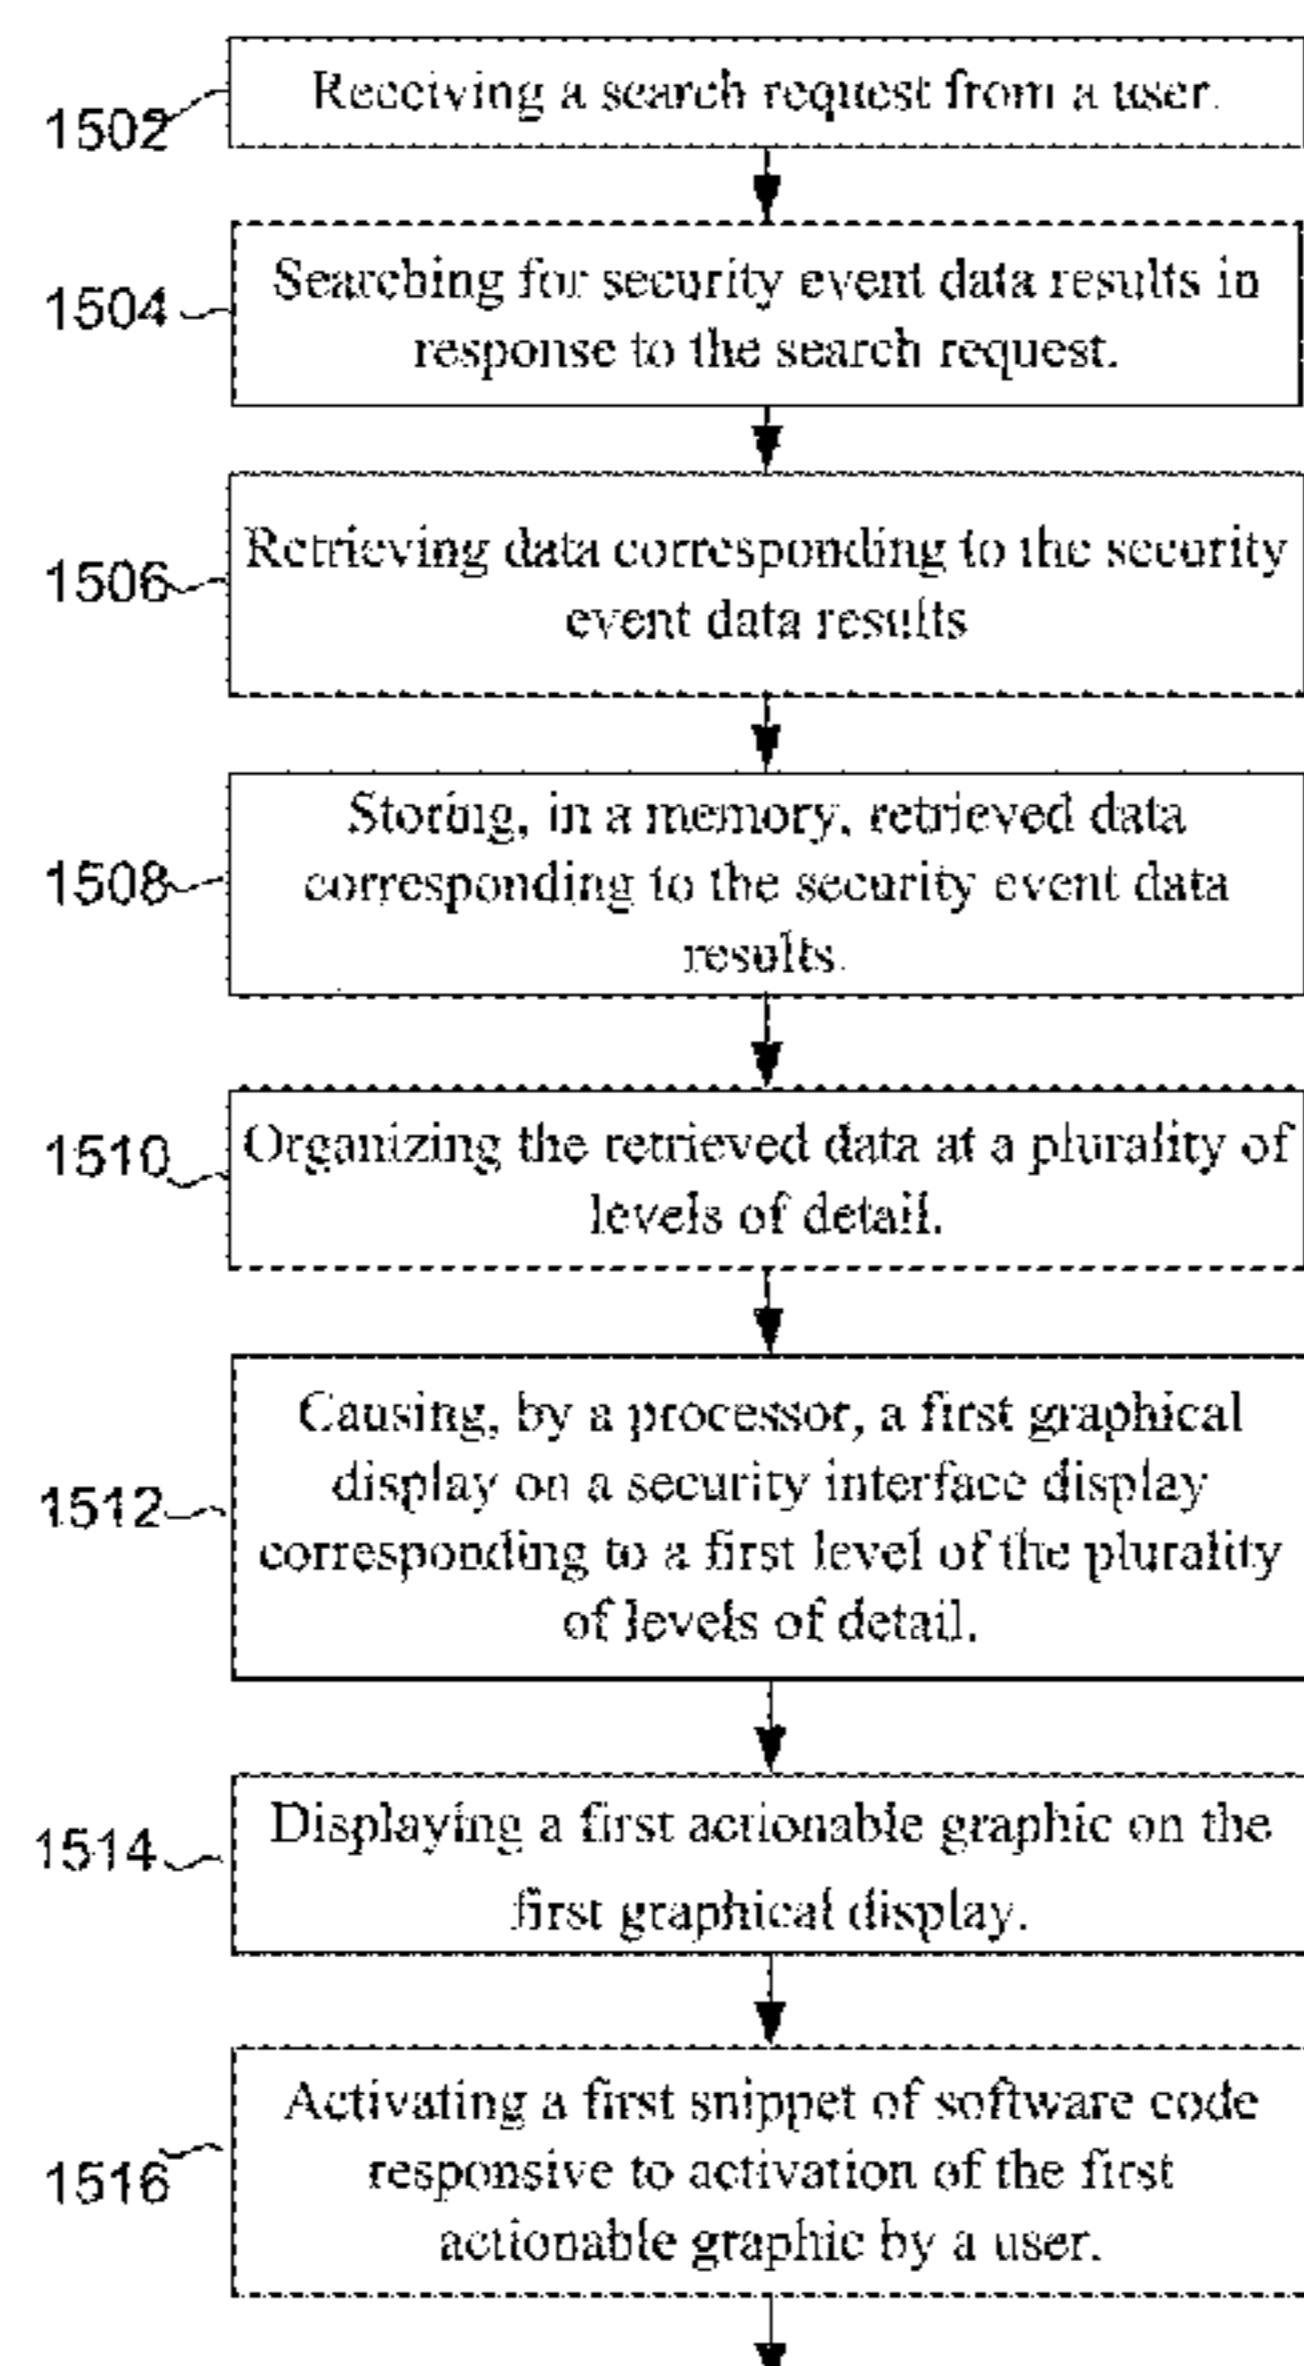 1502
Receiving a search request from a user.
1504
Searching for security event data results in
response to the search request.
1506
Retrieving data corresponding to the security
event data results
1508
Storing, in a memory, retrieved data
corresponding to the security event data
results.
1510
Organizing the retrieved data at a plurality of
levels of detail.
1512
Causing, by a processor, a first graphical
display on a security interface display
corresponding to a first level of the plurality
of levels of detail.
1514
Displaying a first actionable graphic on the
first graphical display.
1516
Activating a first snippet of software code
responsive to activation of the first
actionable graphic by a user.